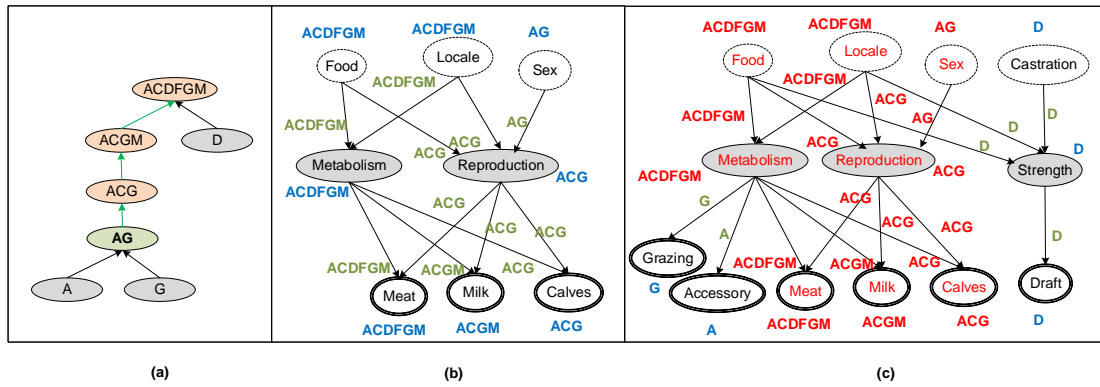 ACDFGM
ACGM
D
ACG
AG
A
G
(a)
ACDFGM
ACDFGM
AG
Food
Locale
Sex
ACDFGM
ACDFGM
ACG
ACG
AG
Metabolism
Reproduction
ACG
ACDFGM
ACG
ACG
ACG
ACDFGM
ACGM
ACG
Meat
Milk
Calves
ACDFGM
ACGM
ACG
(b)
ACDFGM
ACDFGM
AG
D
Food
Locale
Sex
Castration
ACDFGM
ACG
ACDFGM
AG
D
D
ACG
D
D
Metabolism
Reproduction
Strength
ACG
ACDFGM
G
A
ACG
ACG
ACG
D
Grazing
ACDFGM
ACGM
ACG
G
Accessory
Meat
Milk
Calves
Draft
A
ACDFGM
ACGM
ACG
D
(c)